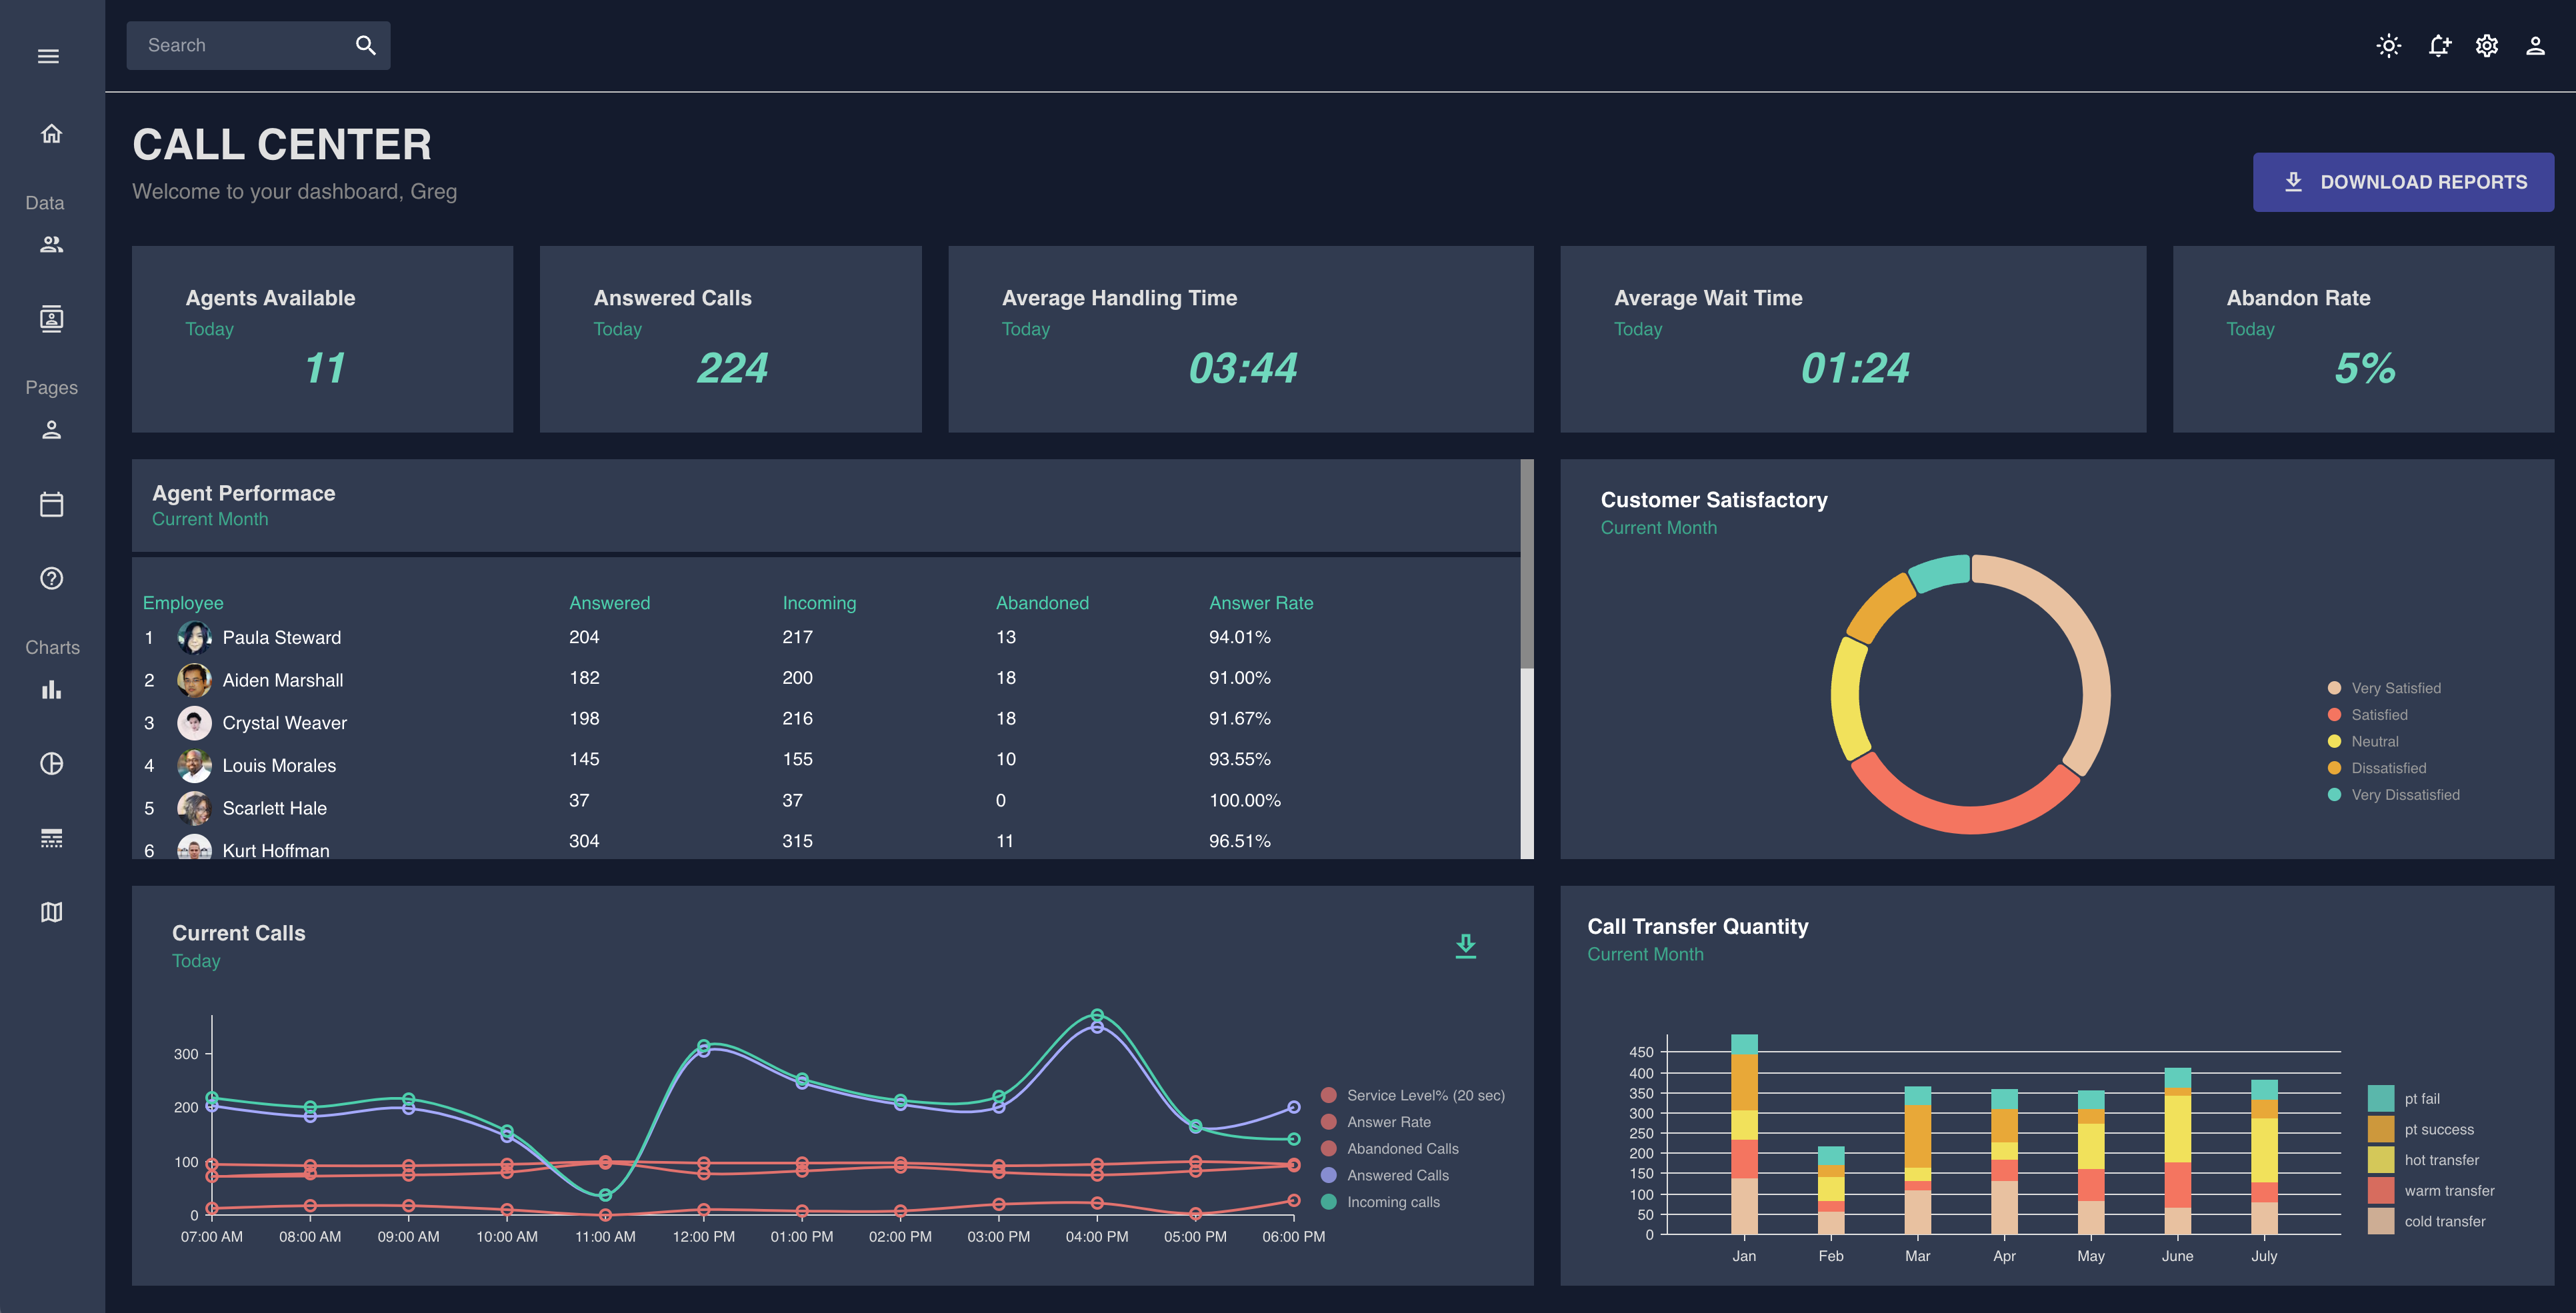 Search
CALL CENTER
Welcome to your dashboard, Greg
DOWNLOAD REPORTS
Data
Pages
Charts
Agents Available
Today
11
Answered Calls
Today
224
Average Handling Time
Today
03:44
Average Wait Time
Today
01:24
Abandon Rate
Today
5%
Agent Performace
Current Month
Employee Answered Incoming Abandoned Answer Rate
1 Paula Steward 204 217 13 94.01%
2 Aiden Marshall 182 200 18 91.00%
3 Crystal Weaver 198 216 18 91.67%
4 Louis Morales 145 155 10 93.55%
5 Scarlett Hale 37 37 0 100.00%
6 Kurt Hoffman 304 315 11 96.51%
Customer Satisfactory
Current Month
Very Satisfied
Satisfied
Neutral
Dissatisfied
Very Dissatisfied
Current Calls
Today
300
200
100
0
07:00 AM 08:00 AM 09:00 AM 10:00 AM 11:00 AM 12:00 PM 01:00 PM 02:00 PM 03:00 PM 04:00 PM 05:00 PM 06:00 PM
Service Level% (20 sec)
Answer Rate
Abandoned Calls
Answered Calls
Incoming calls
Call Transfer Quantity
Current Month
450
400
350
300
250
200
150
100
50
0
Jan Feb Mar Apr May June July
pt fail
pt success
hot transfer
warm transfer
cold transfer